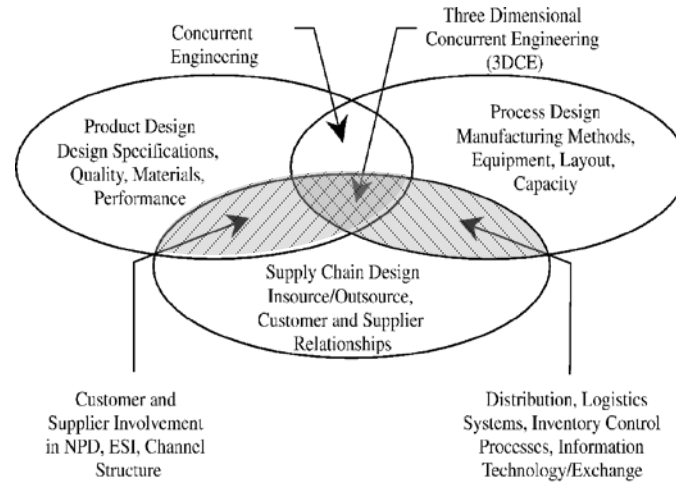 Concurrent
Engineering
Three Dimensional
Concurrent Engineering
(3DCE)
Product Design
Design Specifications,
Quality, Materials,
Performance
Process Design
Manufacturing Methods,
Equipment, Layout,
Capacity
Supply Chain Design
Insource/Outsource,
Customer and Supplier
Relationships
Customer and
Supplier Involvement
in NPD, ESI, Channel
Structure
Distribution, Logistics
Systems, Inventory Control
Processes, Information
Technology/Exchange